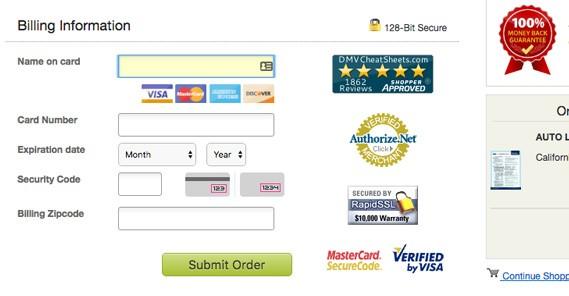 Billing Information
128-Bit Secure
Name on card
VISA MasterCard DISCOVER
Card Number
Expiration date
Month
Year
Security Code
123
1234
Billing Zipcode
Submit Order
DMVCheatSheets.com
1862 Reviews
SHOPPER APPROVED
VERIFIED
Authorize.Net
Click
MERCHANT
SECURED BY
RapidSSL
$10,000 Warranty
MasterCard.
SecureCode.
VERIFIED
by VISA
100%
MONEY BACK
GUARANTEE
Or
AUTO L
Californ
Continue Shopp